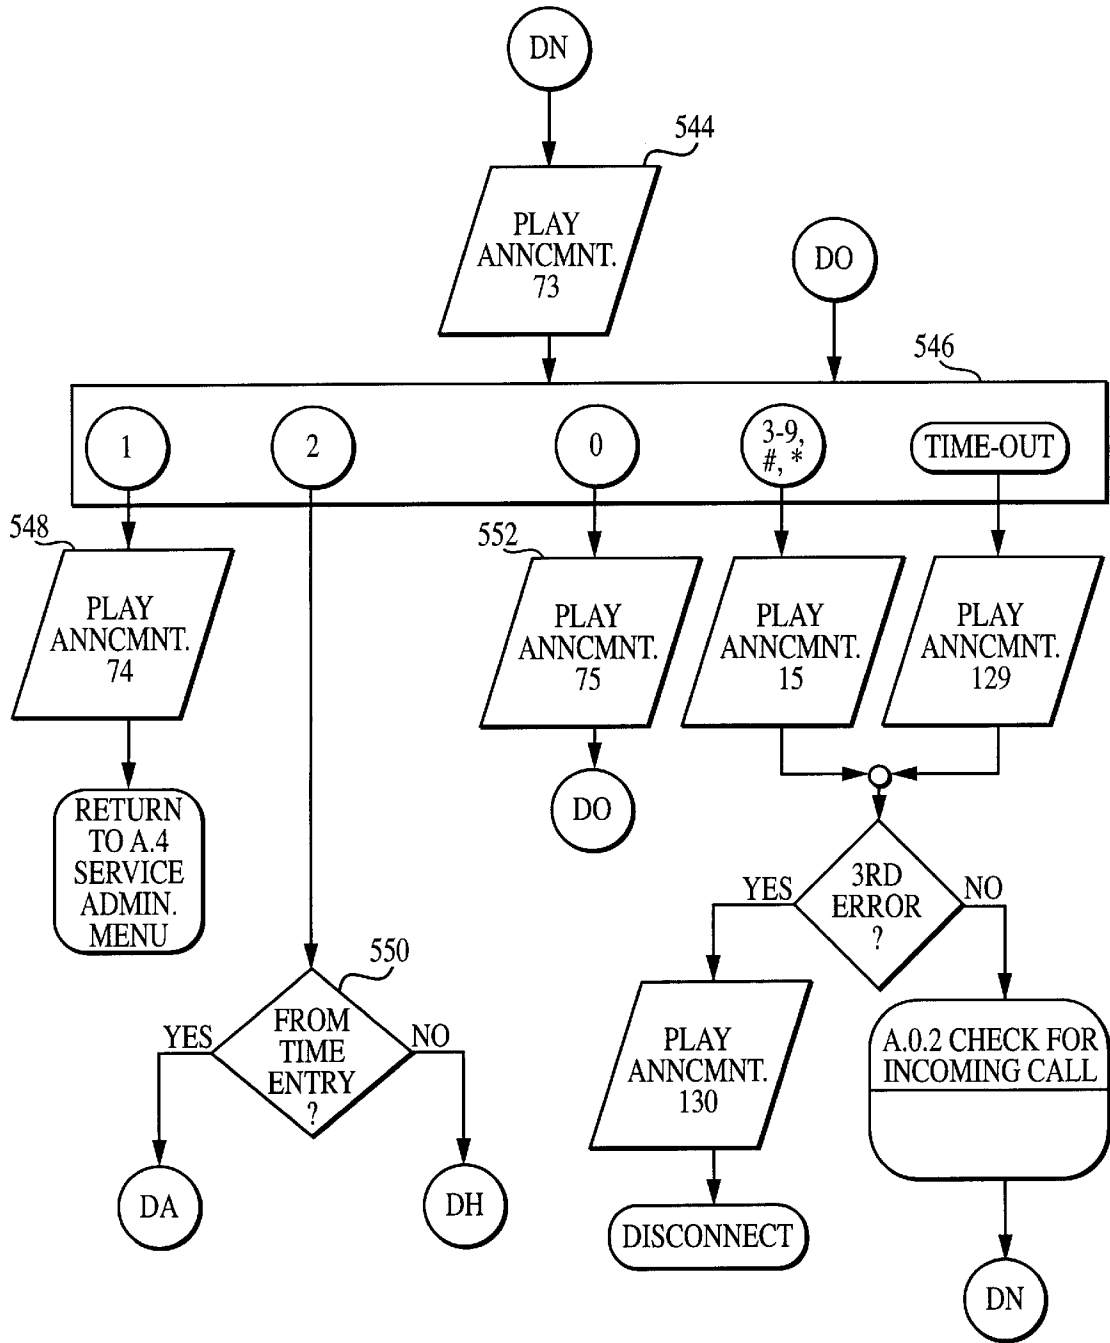 DN
544
PLAY
ANNCMNT.
73
DO
546
1
2
0
3-9,
#, *
TIME-OUT
548
PLAY
ANNCMNT.
74
552
PLAY
ANNCMNT.
75
PLAY
ANNCMNT.
15
PLAY
ANNCMNT.
129
RETURN
TO A.4
SERVICE
ADMIN.
MENU
DO
YES
3RD
ERROR
?
NO
550
YES
FROM
TIME
ENTRY
?
NO
PLAY
ANNCMNT.
130
A.0.2 CHECK FOR
INCOMING CALL
DA
DH
DISCONNECT
DN